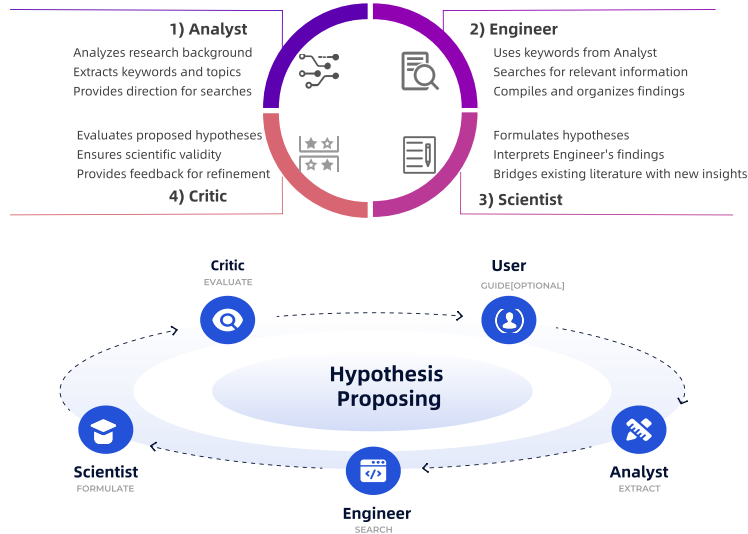 1) Analyst
Analyzes research background
Extracts keywords and topics
Provides direction for searches
2) Engineer
Uses keywords from Analyst
Searches for relevant information
Compiles and organizes findings
Evaluates proposed hypotheses
Ensures scientific validity
Provides feedback for refinement
4) Critic
Formulates hypotheses
Interprets Engineer's findings
Bridges existing literature with new insights
3) Scientist
Critic
EVALUATE
User
GUIDE[OPTIONAL]
Hypothesis
Proposing
Scientist
FORMULATE
</>
Engineer
SEARCH
Analyst
EXTRACT